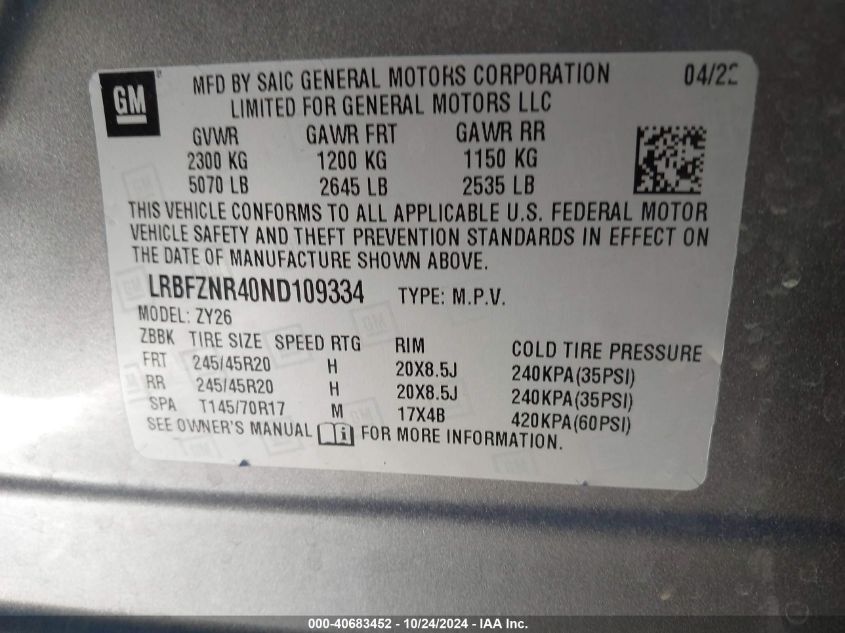 GM
MFD BY SAIC GENERAL MOTORS CORPORATION 04/22
LIMITED FOR GENERAL MOTORS LLC
GVWR GAWR FRT GAWR RR
2300 KG 1200 KG 1150 KG
5070 LB 2645 LB 2535 LB
THIS VEHICLE CONFORMS TO ALL APPLICABLE U.S. FEDERAL MOTOR
VEHICLE SAFETY AND THEFT PREVENTION STANDARDS IN EFFECT ON
THE DATE OF MANUFACTURE SHOWN ABOVE.
LRBFZNR40ND109334 TYPE: M.P.V.
MODEL: ZY26
ZBBK TIRE SIZE SPEED RTG RIM COLD TIRE PRESSURE
FRT 245/45R20 H 20X8.5J 240KPA(35PSI)
RR 245/45R20 H 20X8.5J 240KPA(35PSI)
SPA T145/70R17 M 17X4B 420KPA(60PSI)
SEE OWNER'S MANUAL FOR MORE INFORMATION.
000-40683452 - 10/24/2024 - IAA Inc.